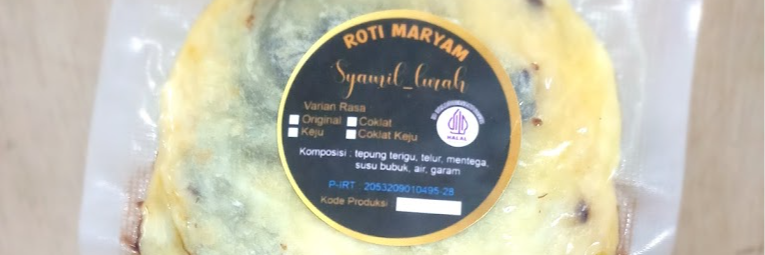 ROTI MARYAM
Syamil_lurah
Varian Rasa
Original Coklat
Keju Coklat Keju
HALAL
Komposisi : tepung terigu, telur, mentega,
susu bubuk, air, garam
P-IRT : 2053209010495-28
Kode Produksi :